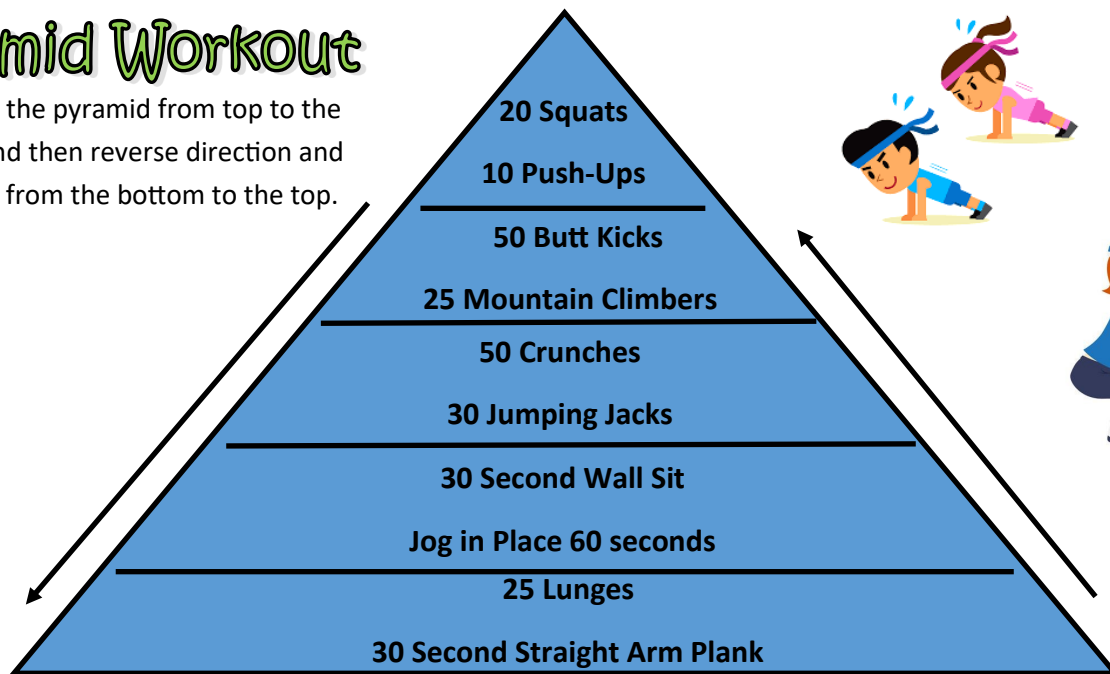 mid Workout
the pyramid from top to the
nd then reverse direction and
from the bottom to the top.
20 Squats
10 Push-Ups
50 Butt Kicks
25 Mountain Climbers
50 Crunches
30 Jumping Jacks
30 Second Wall Sit
Jog in Place 60 seconds
25 Lunges
30 Second Straight Arm Plank